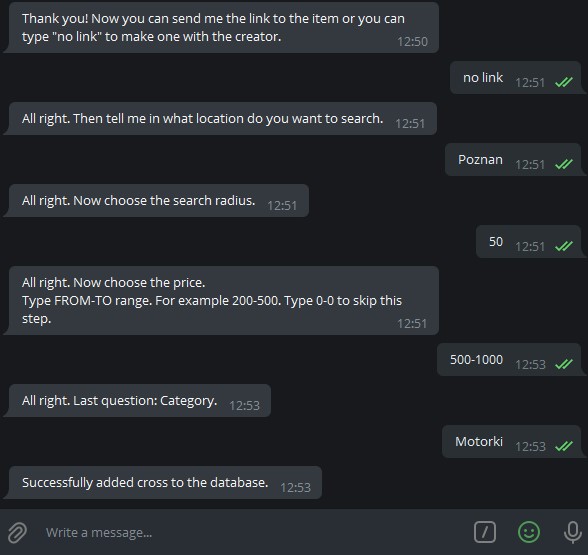 Thank you! Now you can send me the link to the item or you can
type "no link" to make one with the creator.
12:50
no link 12:51
All right. Then tell me in what location do you want to search. 12:51
Poznan 12:51
All right. Now choose the search radius. 12:51
50 12:51
All right. Now choose the price.
Type FROM-TO range. For example 200-500. Type 0-0 to skip this
step.
12:51
500-1000 12:53
All right. Last question: Category. 12:53
Motorki 12:53
Successfully added cross to the database. 12:53
Write a message...